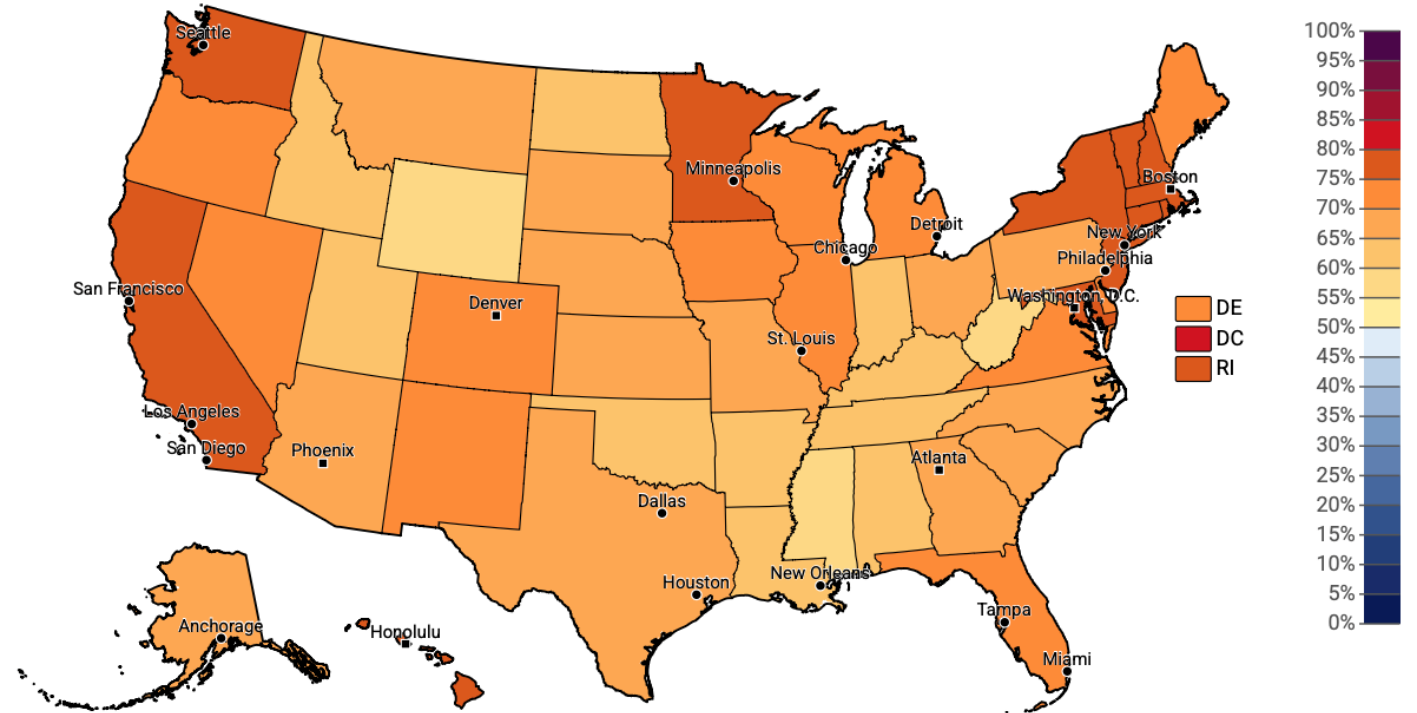 Seattle
Minneapolis
Boston
Detroit
New York
Chicago
Philadelphia
San Francisco
Washington, D.C.
Denver
St. Louis
Los Angeles
San Diego
Phoenix
Atlanta
Dallas
New Orleans
Houston
Tampa
Anchorage
Honolulu
Miami
DE
DC
RI
100%
95%
90%
85%
80%
75%
70%
65%
60%
55%
50%
45%
40%
35%
30%
25%
20%
15%
10%
5%
0%